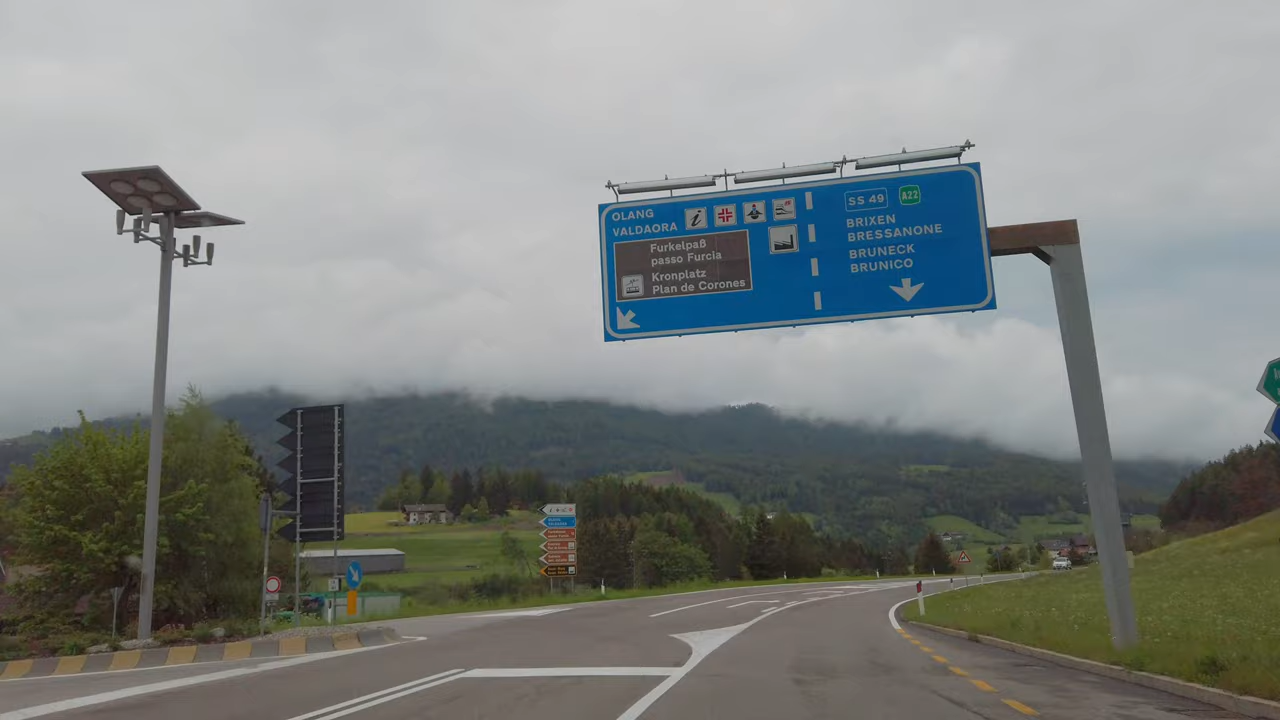 OLANG
VALDAORA
Furkelpaß
passo Furcia
Kronplatz
Plan de Corones
SS 49
A22
BRIXEN
BRESSANONE
BRUNECK
BRUNICO